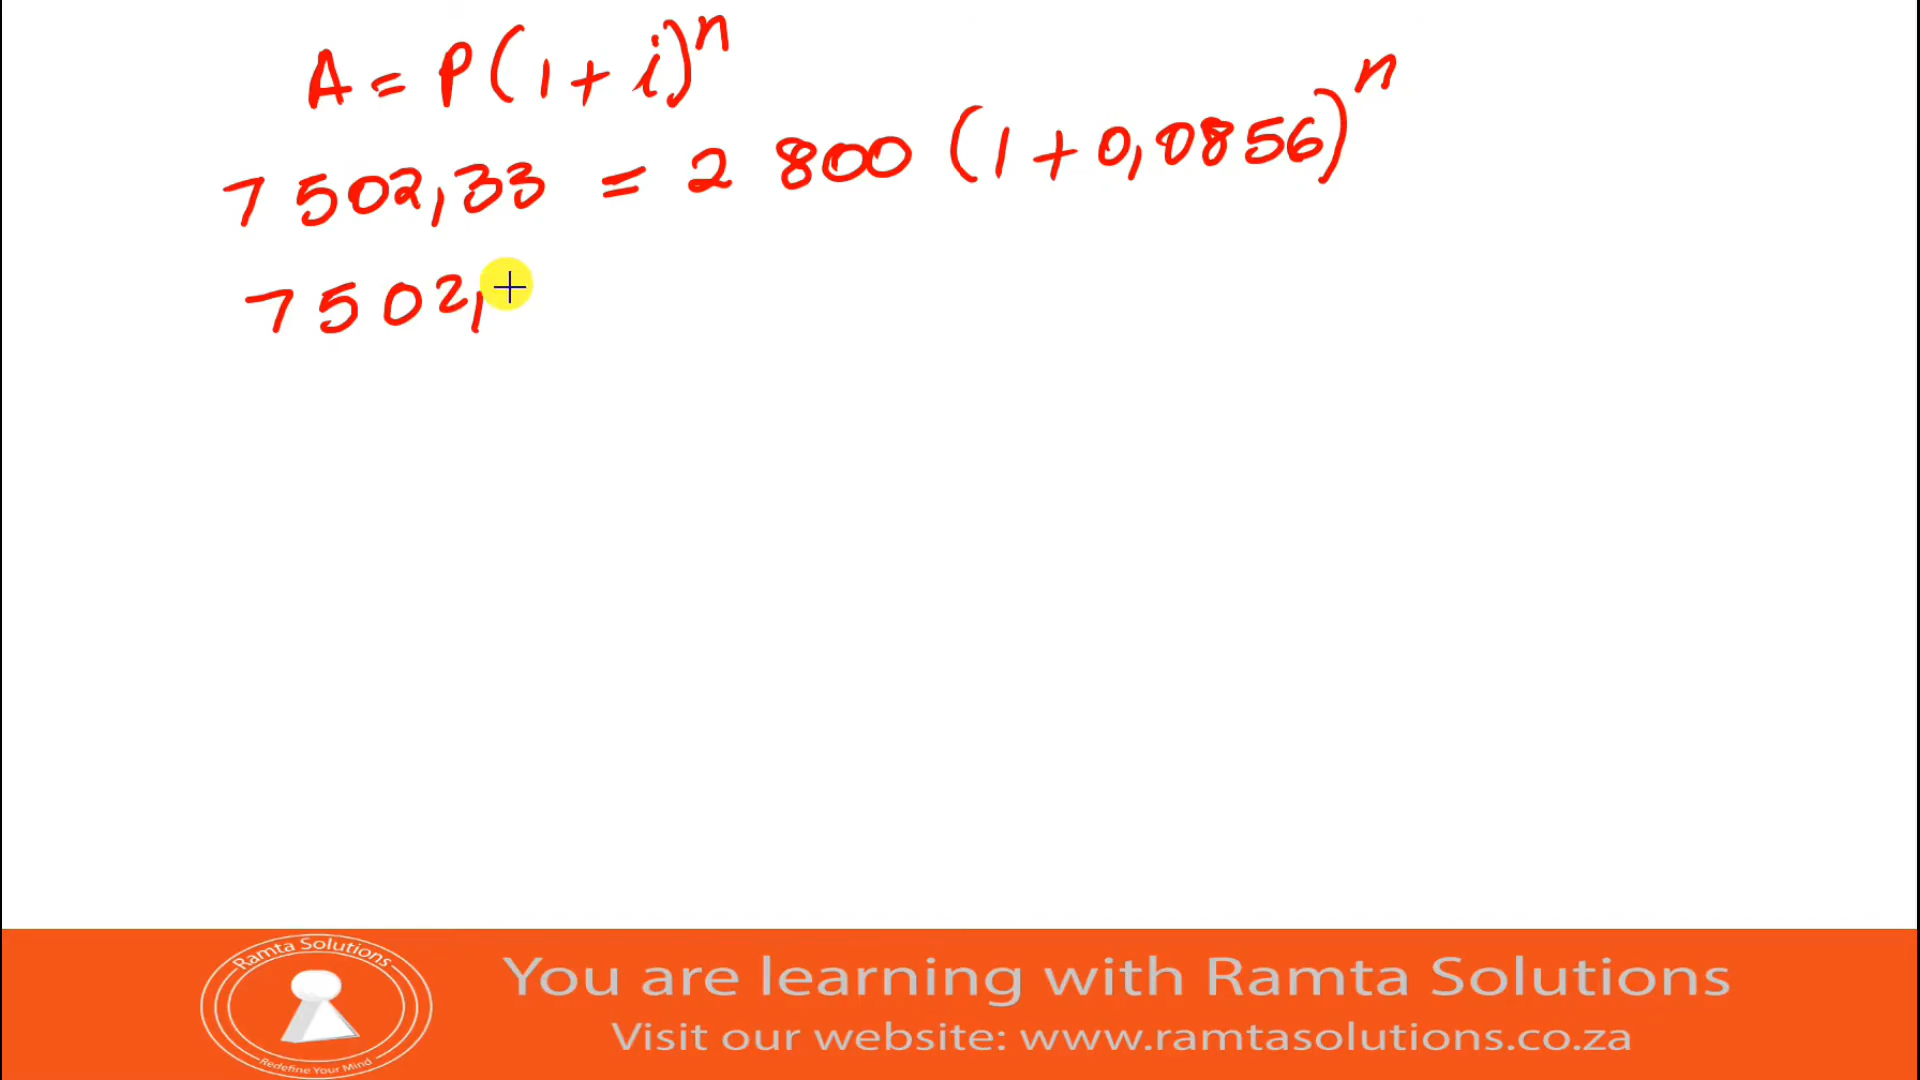 A = P(1 + i)^n
7 502,33 = 2 800 (1 + 0,0856)^n
7 502,
Ramta Solutions
Redefine Your Mind
You are learning with Ramta Solutions
Visit our website: www.ramtasolutions.co.za